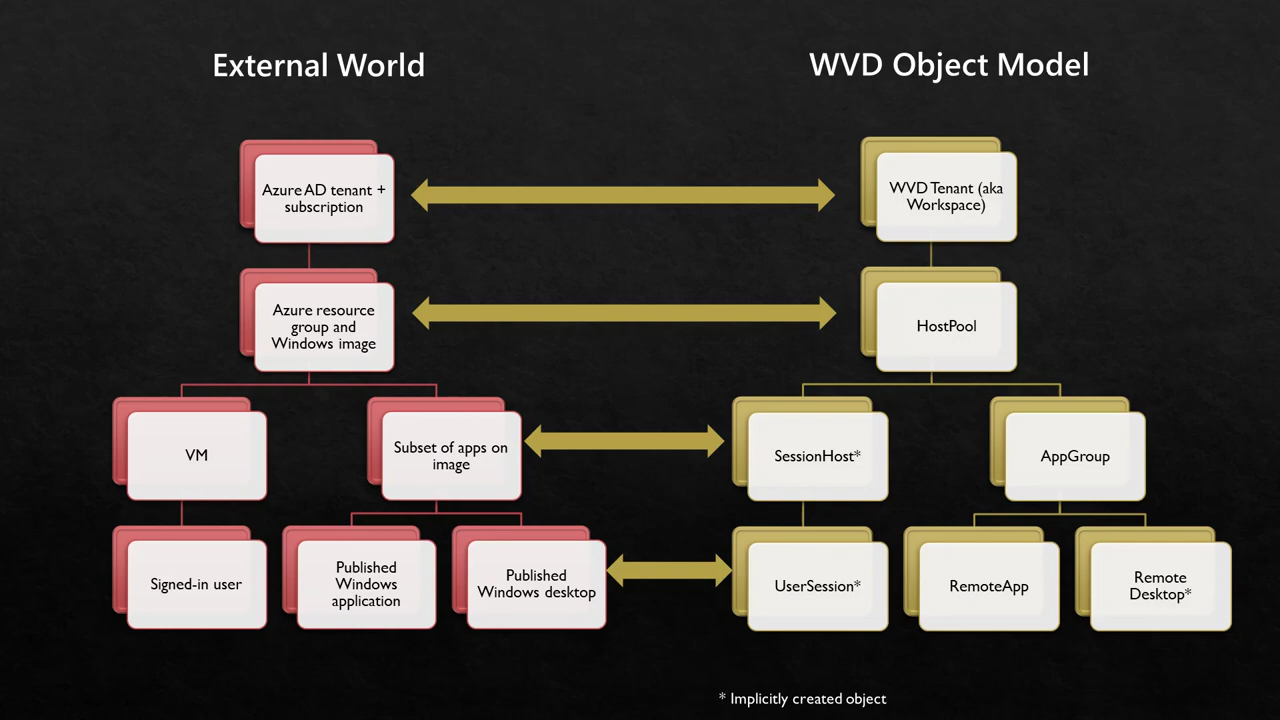 External World
WVD Object Model
Azure AD tenant +
subscription
WVD Tenant (aka
Workspace)
Azure resource
group and
Windows image
HostPool
VM
Subset of apps on
image
SessionHost*
AppGroup
Signed-in user
Published
Windows
application
Published
Windows desktop
UserSession*
RemoteApp
Remote
Desktop*
* Implicitly created object